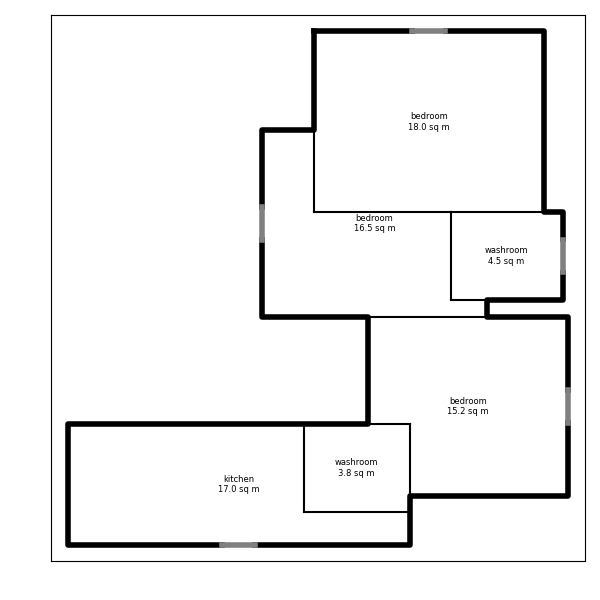 bedroom
18.0 sq m
bedroom
16.5 sq m
washroom
4.5 sq m
bedroom
15.2 sq m
washroom
3.8 sq m
kitchen
17.0 sq m